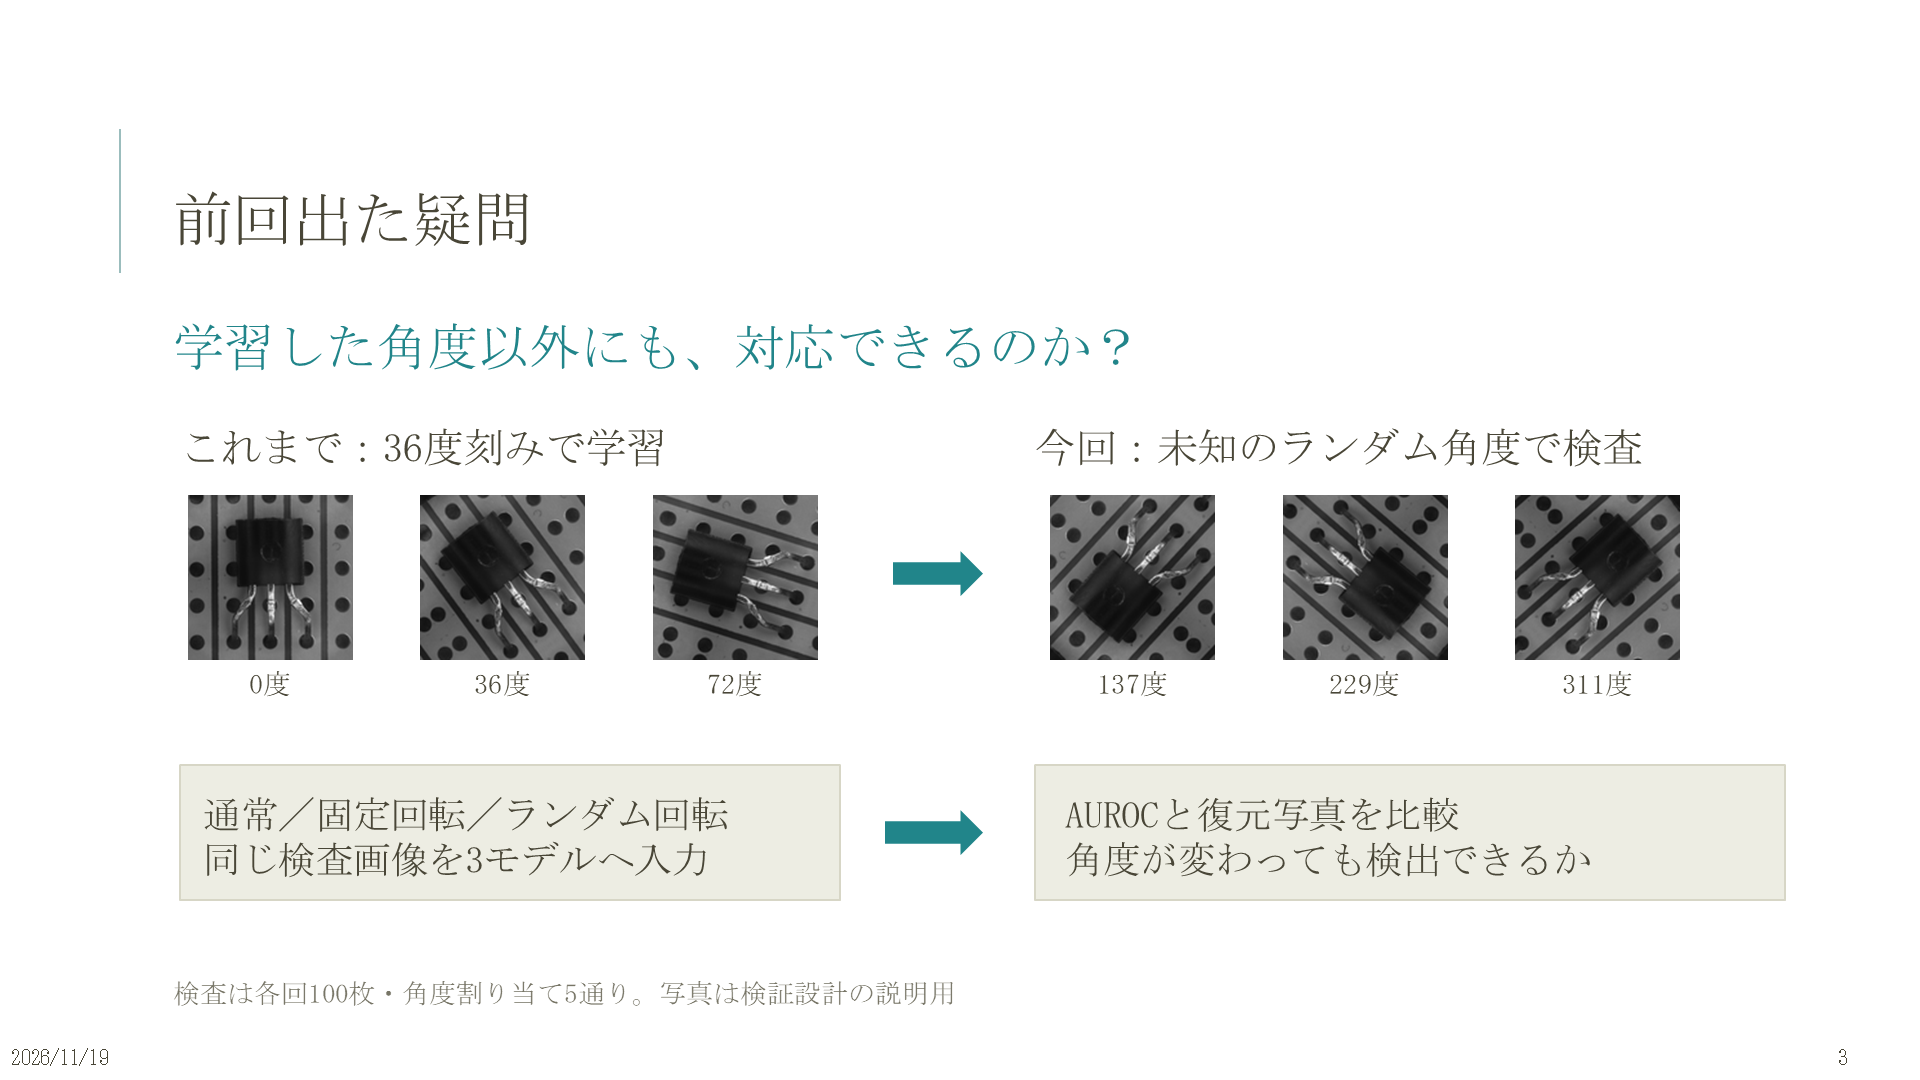 前回出た疑問
学習した角度以外にも、対応できるのか？
これまで：36度刻みで学習
今回：未知のランダム角度で検査
0度
36度
72度
137度
229度
311度
通常／固定回転／ランダム回転
同じ検査画像を3モデルへ入力
AUROCと復元写真を比較
角度が変わっても検出できるか
検査は各回100枚・角度割り当て5通り。写真は検証設計の説明用
2026/11/19
3